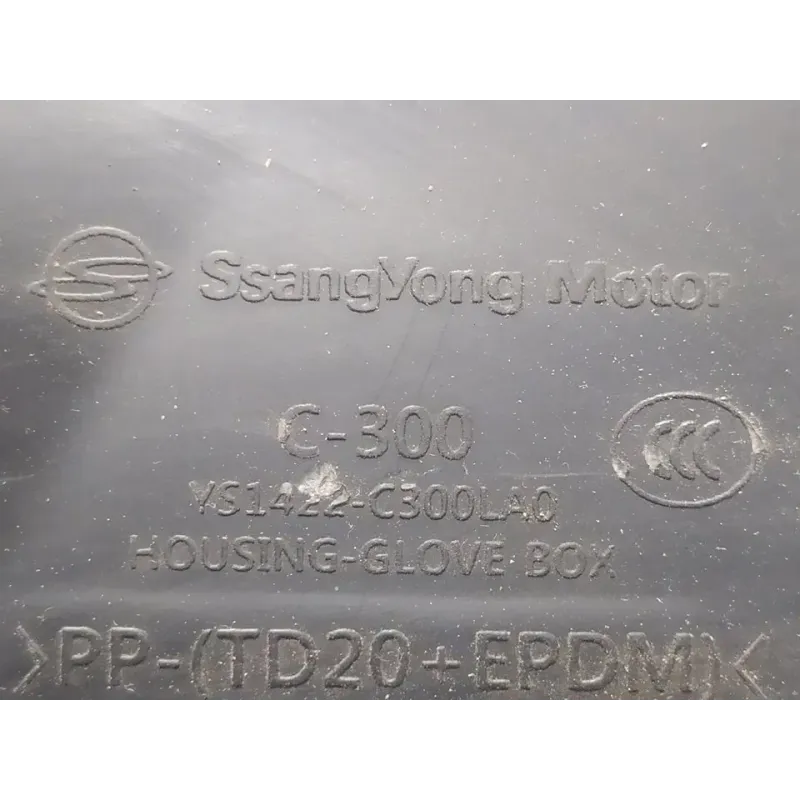 SsangYong Motor
C-300
YS1422-C300LA0
HOUSING-GLOVE BOX
>PP-(TD20+EPDM)<
CCC